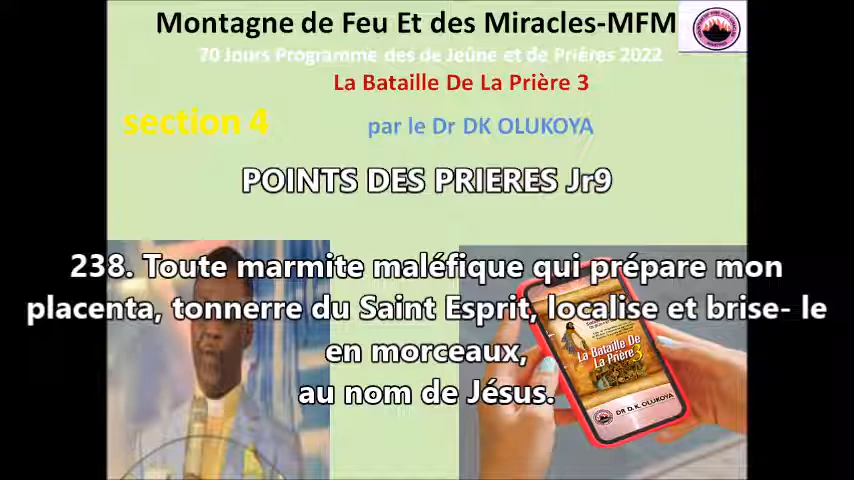 Montagne de Feu Et des Miracles-MFM
70 Jours Programme des de Jeûne et de Prières 2022
La Bataille De La Prière 3
section 4
par le Dr DK OLUKOYA
POINTS DES PRIERES Jr9
238. Toute marmite maléfique qui prépare mon
placenta, tonnerre du Saint Esprit, localise et brise- le
en morceaux,
au nom de Jésus.
La Bataille De
La Prière 3
DR D.K. OLUKOYA